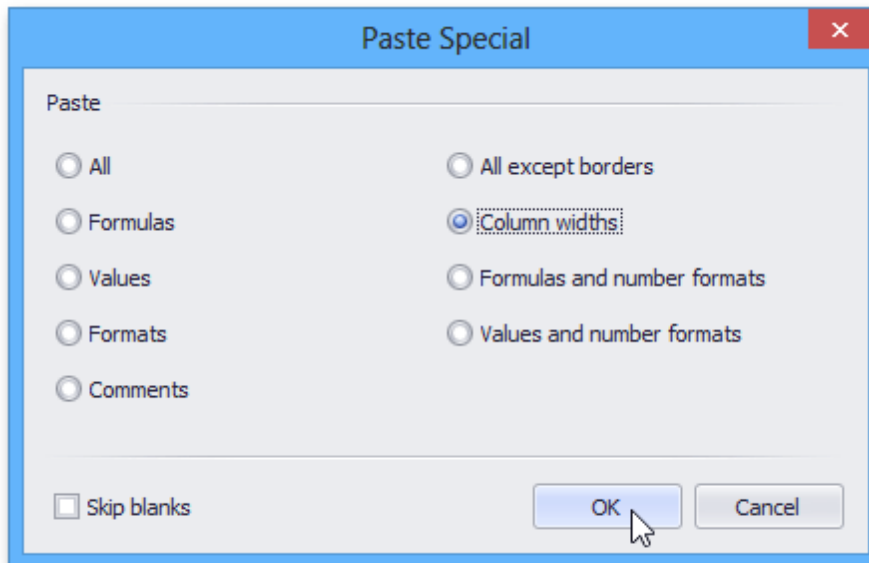 Paste Special
Paste
All
All except borders
Formulas
Column widths
Values
Formulas and number formats
Formats
Values and number formats
Comments
Skip blanks
OK
Cancel